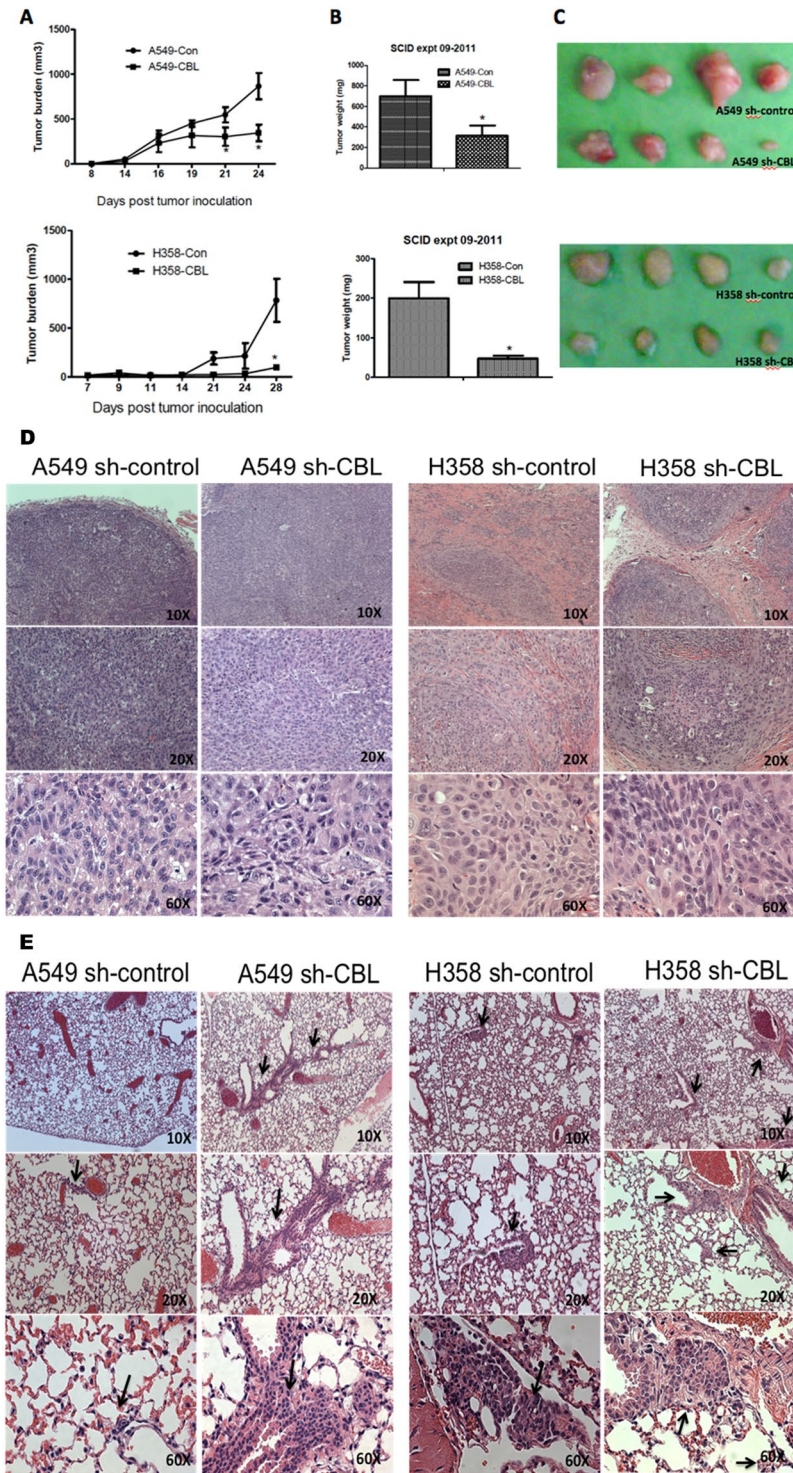 A
B
C
A549-Con
A549-CBL
Tumor burden (mm3)
1000
500
0
*
*
8 14 16 19 21 24
Days post tumor inoculation
SCID expt 09-2011
A549-Con
A549-CBL
Tumor weight (mg)
1000
800
600
400
200
0
*
A549 sh-control
A549 sh-CBL
H358-Con
H358-CBL
Tumor burden (mm3)
1500
1000
500
0
*
7 9 11 14 21 24 28
Days post tumor inoculation
SCID expt 09-2011
H358-Con
H358-CBL
Tumor weight (mg)
300
200
100
0
*
H358 sh-control
H358 sh-CBL
D
A549 sh-control A549 sh-CBL H358 sh-control H358 sh-CBL
10X 10X 10X 10X
20X 20X 20X 20X
60X 60X 60X 60X
E
A549 sh-control A549 sh-CBL H358 sh-control H358 sh-CBL
10X 10X 10X 10X
20X 20X 20X 20X
60X 60X 60X 60X